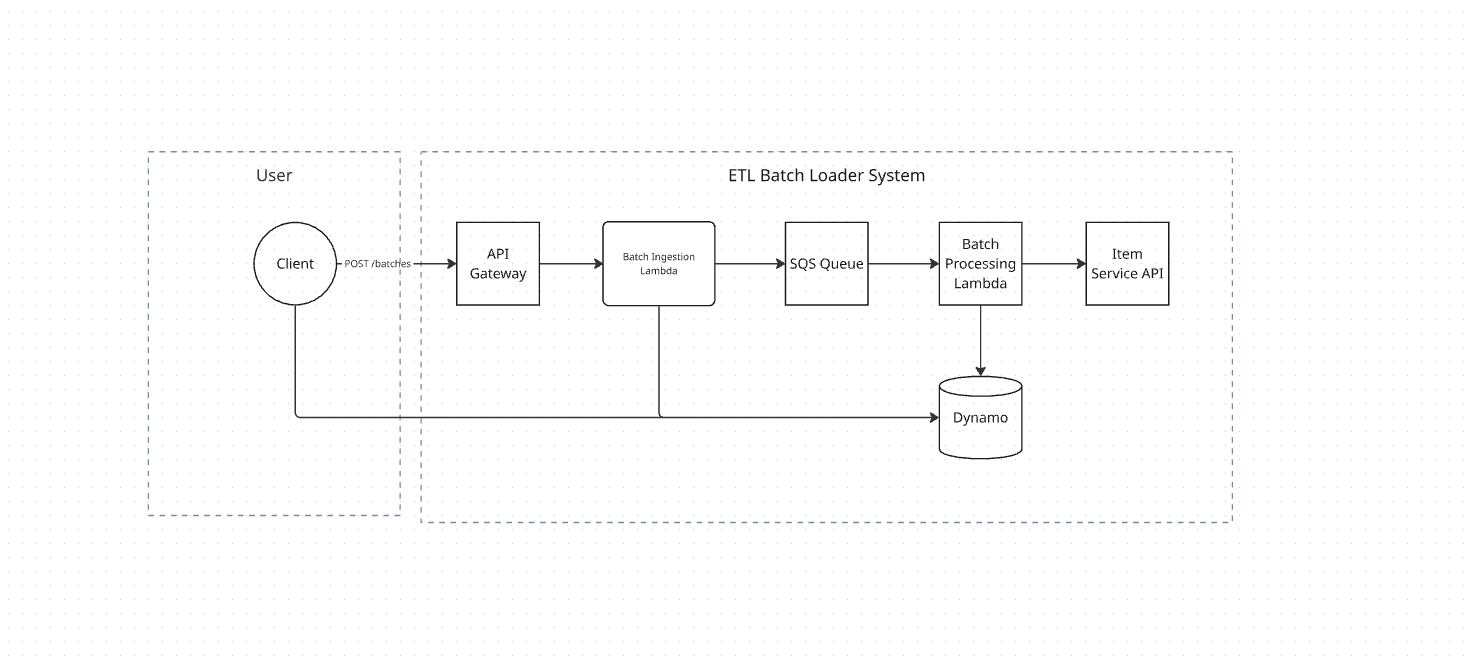 User
ETL Batch Loader System
Client
POST /batches
API
Gateway
Batch Ingestion
Lambda
SQS Queue
Batch
Processing
Lambda
Item
Service API
Dynamo